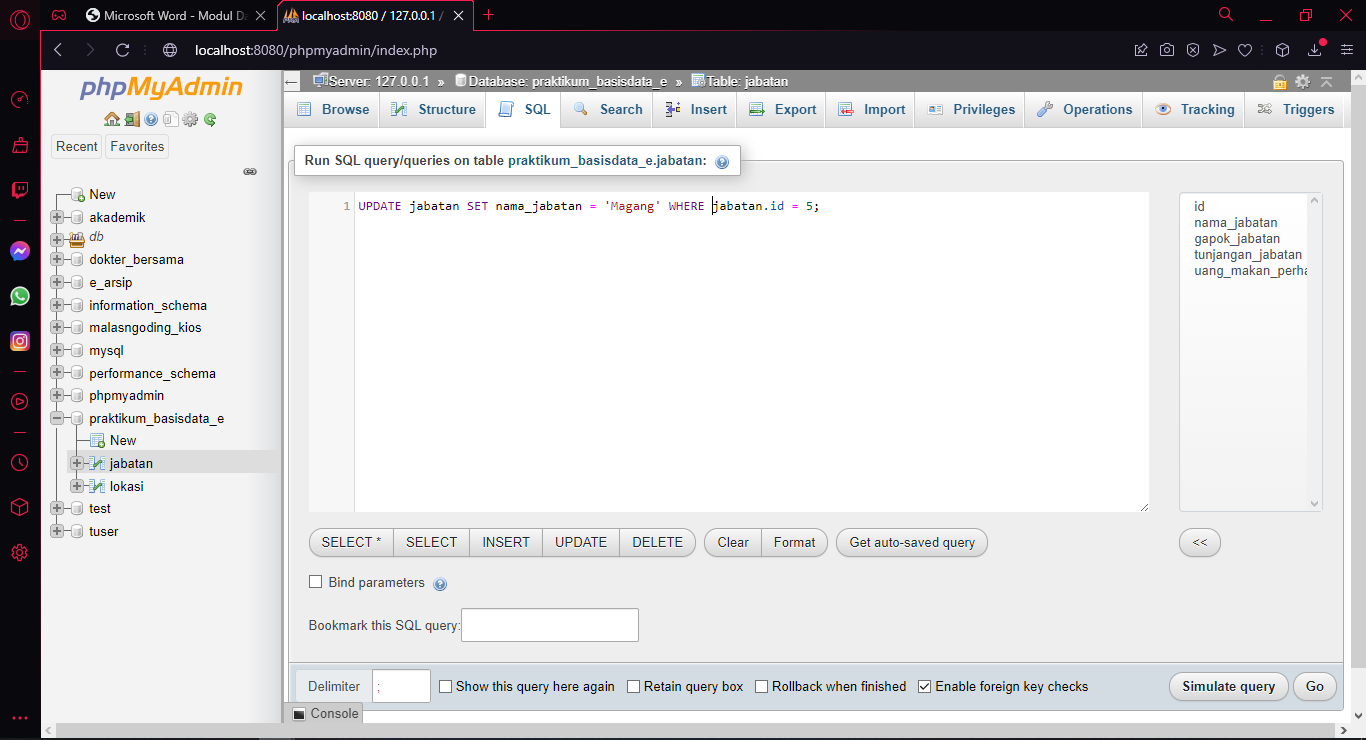 Microsoft Word - Modul Da
localhost:8080 / 127.0.0.1 /
localhost:8080/phpmyadmin/index.php
phpMyAdmin
Recent
Favorites
New
akademik
db
dokter_bersama
e_arsip
information_schema
malasngoding_kios
mysql
performance_schema
phpmyadmin
praktikum_basisdata_e
New
jabatan
lokasi
test
tuser
Server: 127.0.0.1 » Database: praktikum_basisdata_e » Table: jabatan
Browse
Structure
SQL
Search
Insert
Export
Import
Privileges
Operations
Tracking
Triggers
Run SQL query/queries on table praktikum_basisdata_e.jabatan:
1 UPDATE jabatan SET nama_jabatan = 'Magang' WHERE jabatan.id = 5;
id
nama_jabatan
gapok_jabatan
tunjangan_jabatan
uang_makan_perha
SELECT *
SELECT
INSERT
UPDATE
DELETE
Clear
Format
Get auto-saved query
<<
Bind parameters
Bookmark this SQL query:
Delimiter
;
Show this query here again
Retain query box
Rollback when finished
Enable foreign key checks
Simulate query
Go
Console